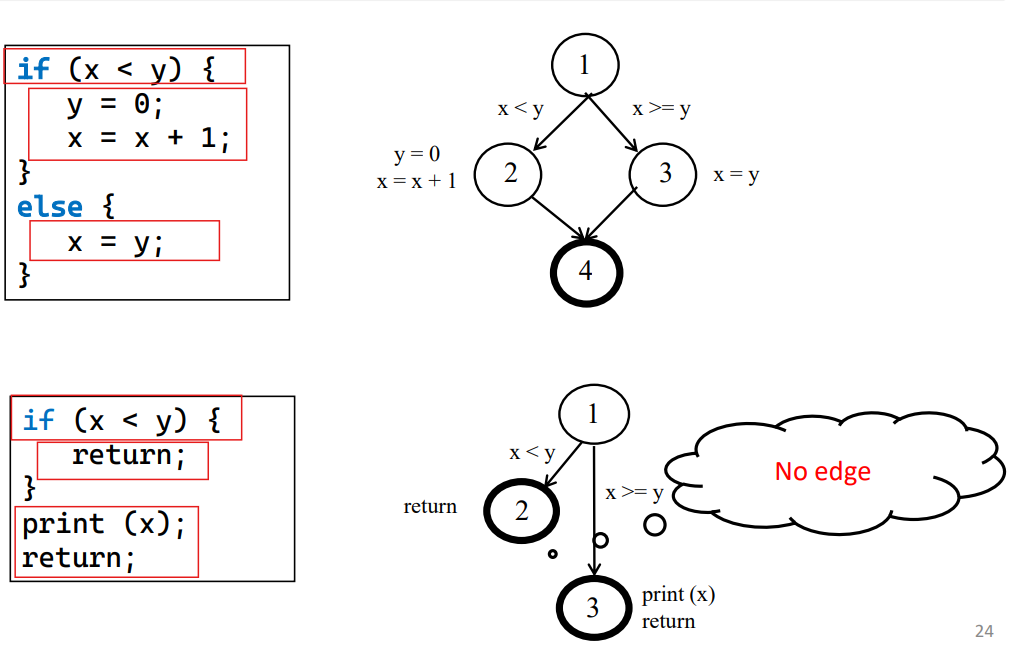 if (x < y) {
y = 0;
x = x + 1;
}
else {
x = y;
}
1
x < y
x >= y
y = 0
x = x + 1
2
3
x = y
4
if (x < y) {
return;
}
print (x);
return;
1
x < y
x >= y
No edge
return
2
3
print (x)
return
24